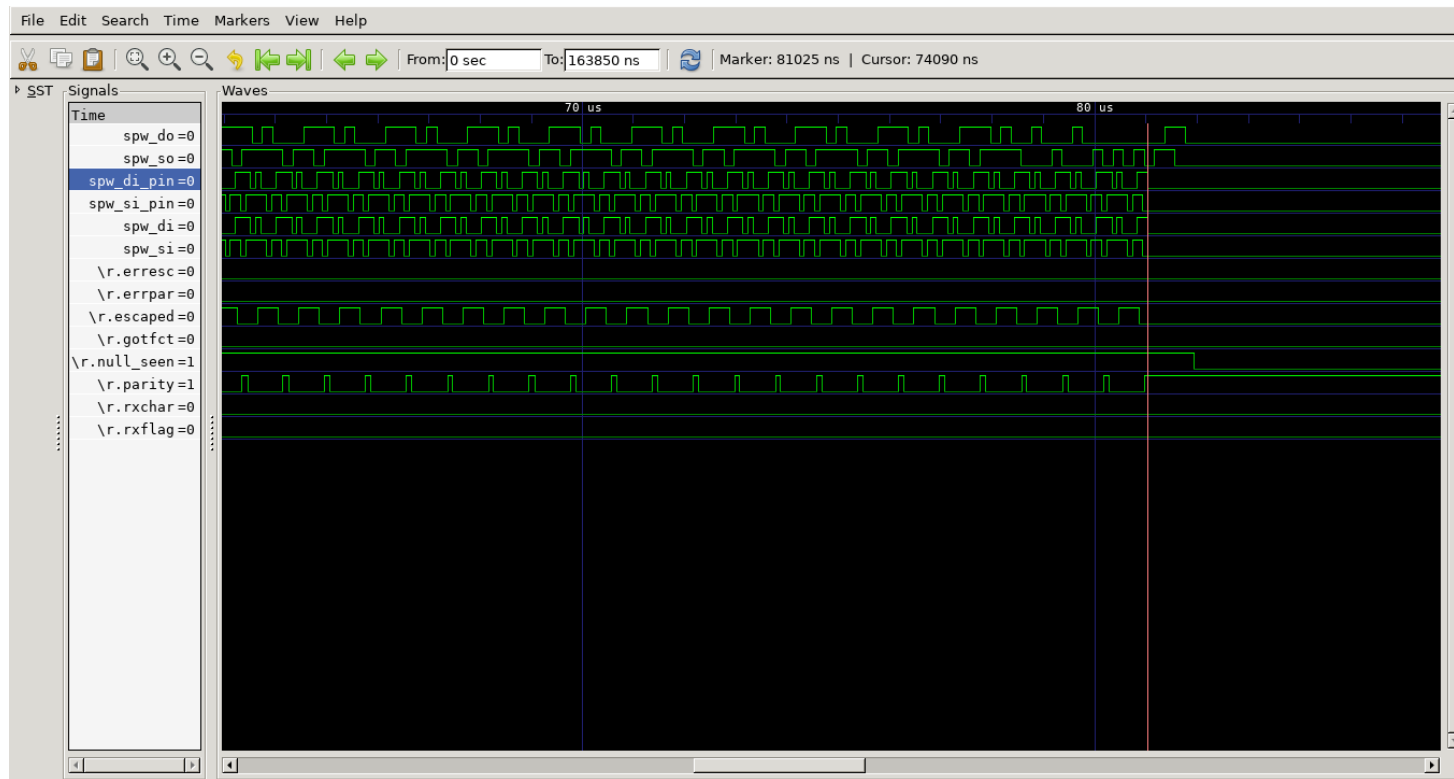 File Edit Search Time Markers View Help
From: 0 sec To: 163850 ns Marker: 81025 ns | Cursor: 74090 ns
SST Signals Waves
Time 70 us 80 us
spw_do =0
spw_so =0
spw_di_pin =0
spw_si_pin =0
spw_di =0
spw_si =0
\r.erresc =0
\r.errpar =0
\r.escaped =0
\r.gotfct =0
\r.null_seen =1
\r.parity =1
\r.rxchar =0
\r.rxflag =0